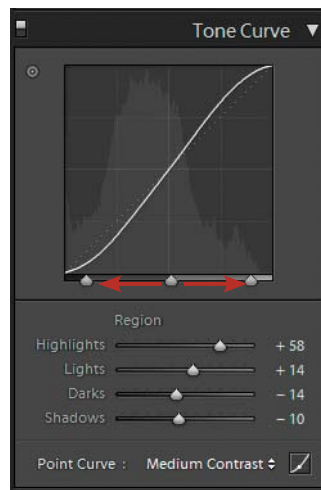 Tone Curve
Region
Highlights + 58
Lights + 14
Darks – 14
Shadows – 10
Point Curve : Medium Contrast